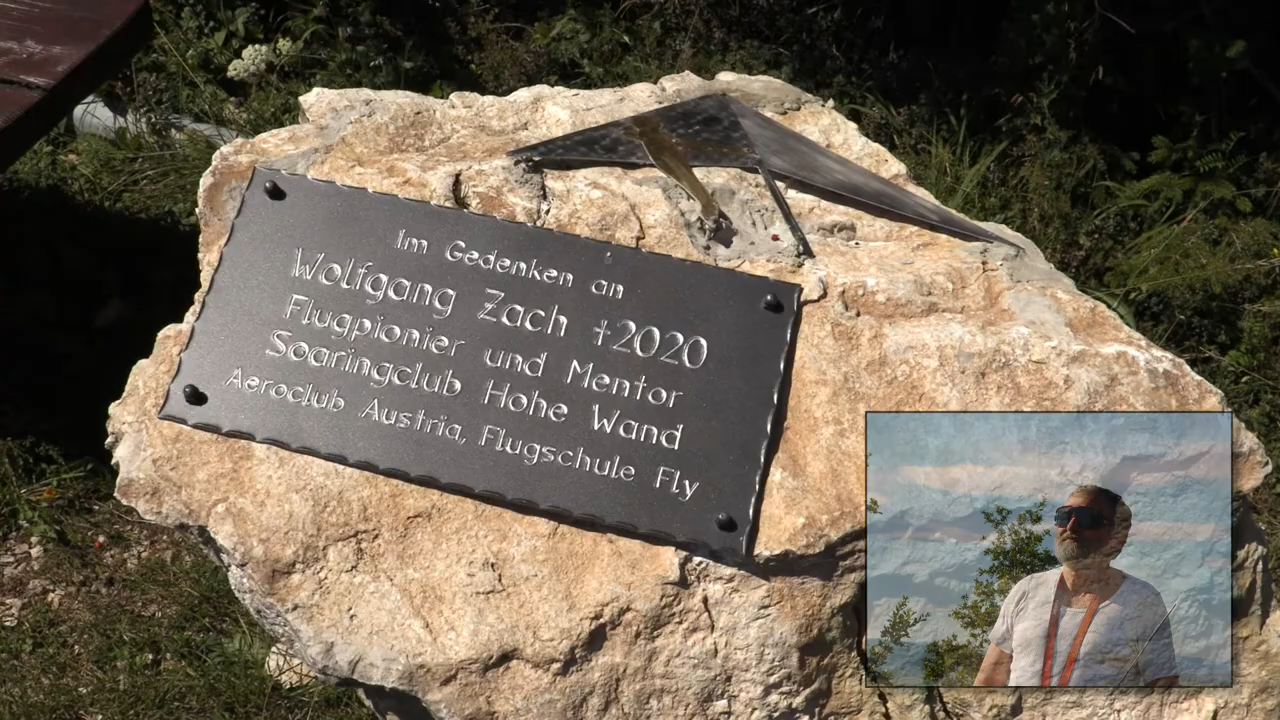 Im Gedenken an
Wolfgang Zach †2020
Flugpionier und Mentor
Soaringclub Hohe Wand
Aeroclub Austria, Flugschule Fly